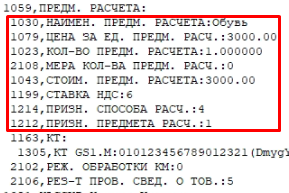 1059,ПРЕДМ. РАСЧЕТА:
1030,НАИМЕН. ПРЕДМ. РАСЧЕТА:Обувь
1079,ЦЕНА ЗА ЕД. ПРЕДМ. РАСЧ.:3000.00
1023,КОЛ-ВО ПРЕДМ. РАСЧЕТА:1.000000
2108,МЕРА КОЛ-ВА ПРЕДМ. РАСЧ.:0
1043,СТОИМ. ПРЕДМ. РАСЧЕТА:3000.00
1199,СТАВКА НДС:6
1214,ПРИЗН. СПОСОБА РАСЧ.:4
1212,ПРИЗН. ПРЕДМЕТА РАСЧ.:1
1163,КТ:
1305,КТ GS1.M:010123456789012321(DmyG
2102,РЕЖ. ОБРАБОТКИ КМ:0
2106,РЕЗ-Т ПРОВ. СВЕД. О ТОВ.:5